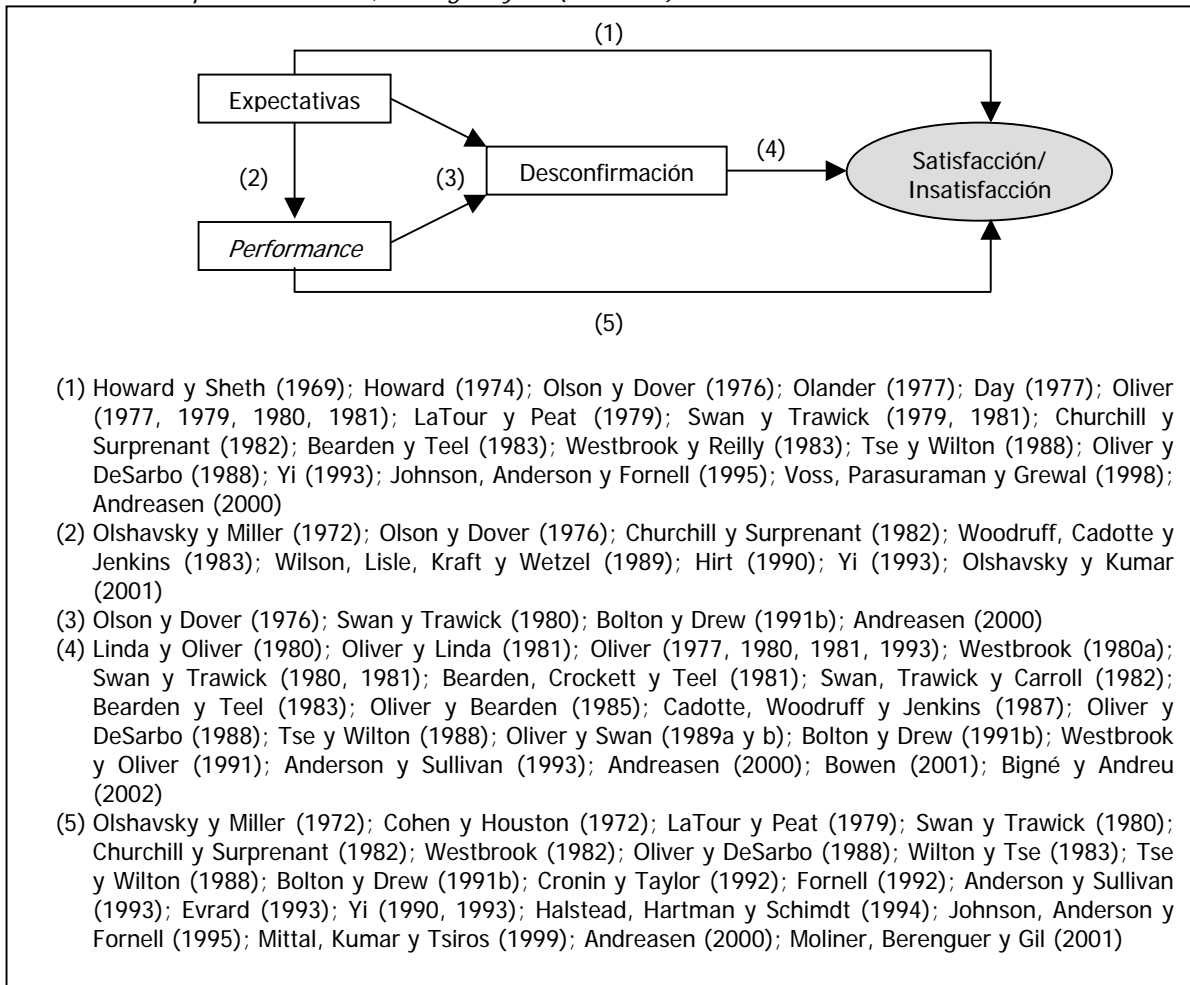 (1)
Expectativas
(2)
(3)
Desconfirmación
(4)
Satisfacción/
Insatisfacción
Performance
(5)
(1) Howard y Sheth (1969); Howard (1974); Olson y Dover (1976); Olander (1977); Day (1977); Oliver
(1977, 1979, 1980, 1981); LaTour y Peat (1979); Swan y Trawick (1979, 1981); Churchill y
Surprenant (1982); Bearden y Teel (1983); Westbrook y Reilly (1983); Tse y Wilton (1988); Oliver y
DeSarbo (1988); Yi (1993); Johnson, Anderson y Fornell (1995); Voss, Parasuraman y Grewal (1998);
Andreasen (2000)
(2) Olshavsky y Miller (1972); Olson y Dover (1976); Churchill y Surprenant (1982); Woodruff, Cadotte y
Jenkins (1983); Wilson, Lisle, Kraft y Wetzel (1989); Hirt (1990); Yi (1993); Olshavsky y Kumar
(2001)
(3) Olson y Dover (1976); Swan y Trawick (1980); Bolton y Drew (1991b); Andreasen (2000)
(4) Linda y Oliver (1980); Oliver y Linda (1981); Oliver (1977, 1980, 1981, 1993); Westbrook (1980a);
Swan y Trawick (1980, 1981); Bearden, Crockett y Teel (1981); Swan, Trawick y Carroll (1982);
Bearden y Teel (1983); Oliver y Bearden (1985); Cadotte, Woodruff y Jenkins (1987); Oliver y
DeSarbo (1988); Tse y Wilton (1988); Oliver y Swan (1989a y b); Bolton y Drew (1991b); Westbrook
y Oliver (1991); Anderson y Sullivan (1993); Andreasen (2000); Bowen (2001); Bigné y Andreu
(2002)
(5) Olshavsky y Miller (1972); Cohen y Houston (1972); LaTour y Peat (1979); Swan y Trawick (1980);
Churchill y Surprenant (1982); Westbrook (1982); Oliver y DeSarbo (1988); Wilton y Tse (1983); Tse
y Wilton (1988); Bolton y Drew (1991b); Cronin y Taylor (1992); Fornell (1992); Anderson y Sullivan
(1993); Evrard (1993); Yi (1990, 1993); Halstead, Hartman y Schimdt (1994); Johnson, Anderson y
Fornell (1995); Mittal, Kumar y Tsiros (1999); Andreasen (2000); Moliner, Berenguer y Gil (2001)